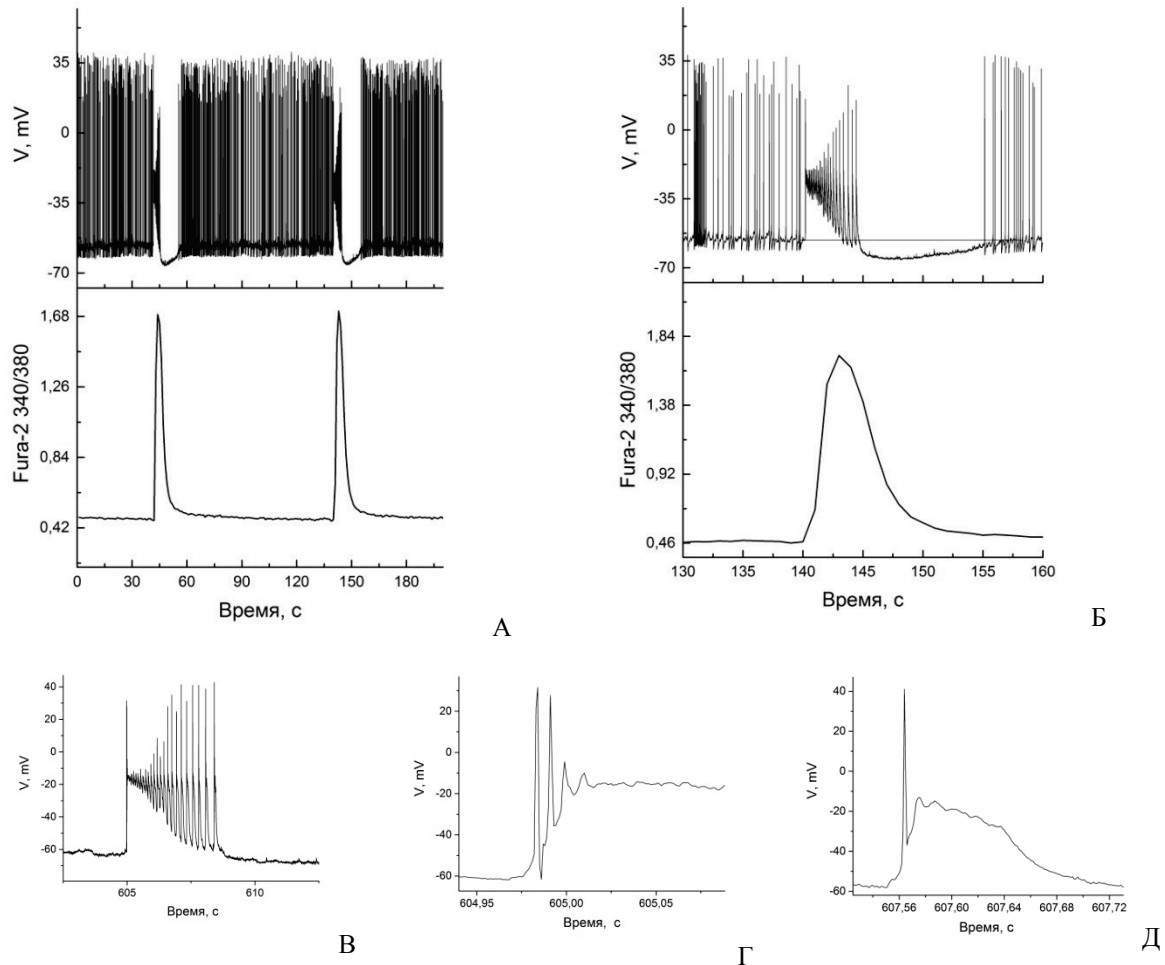 V, mV
35
0
-35
-70
Fura-2 340/380
1,68
1,26
0,84
0,42
0 30 60 90 120 150 180
Время, с
А
V, mV
35
0
-35
-70
Fura-2 340/380
1,84
1,38
0,92
0,46
130 135 140 145 150 155 160
Время, с
Б
V, mV
40
20
0
-20
-40
-60
605 610
Время, с
В
V, mV
20
0
-20
-40
-60
604,95 605,00 605,05
Время, с
Г
V, mV
40
20
0
-20
-40
-60
607,56 607,60 607,64 607,68 607,72
Время, с
Д